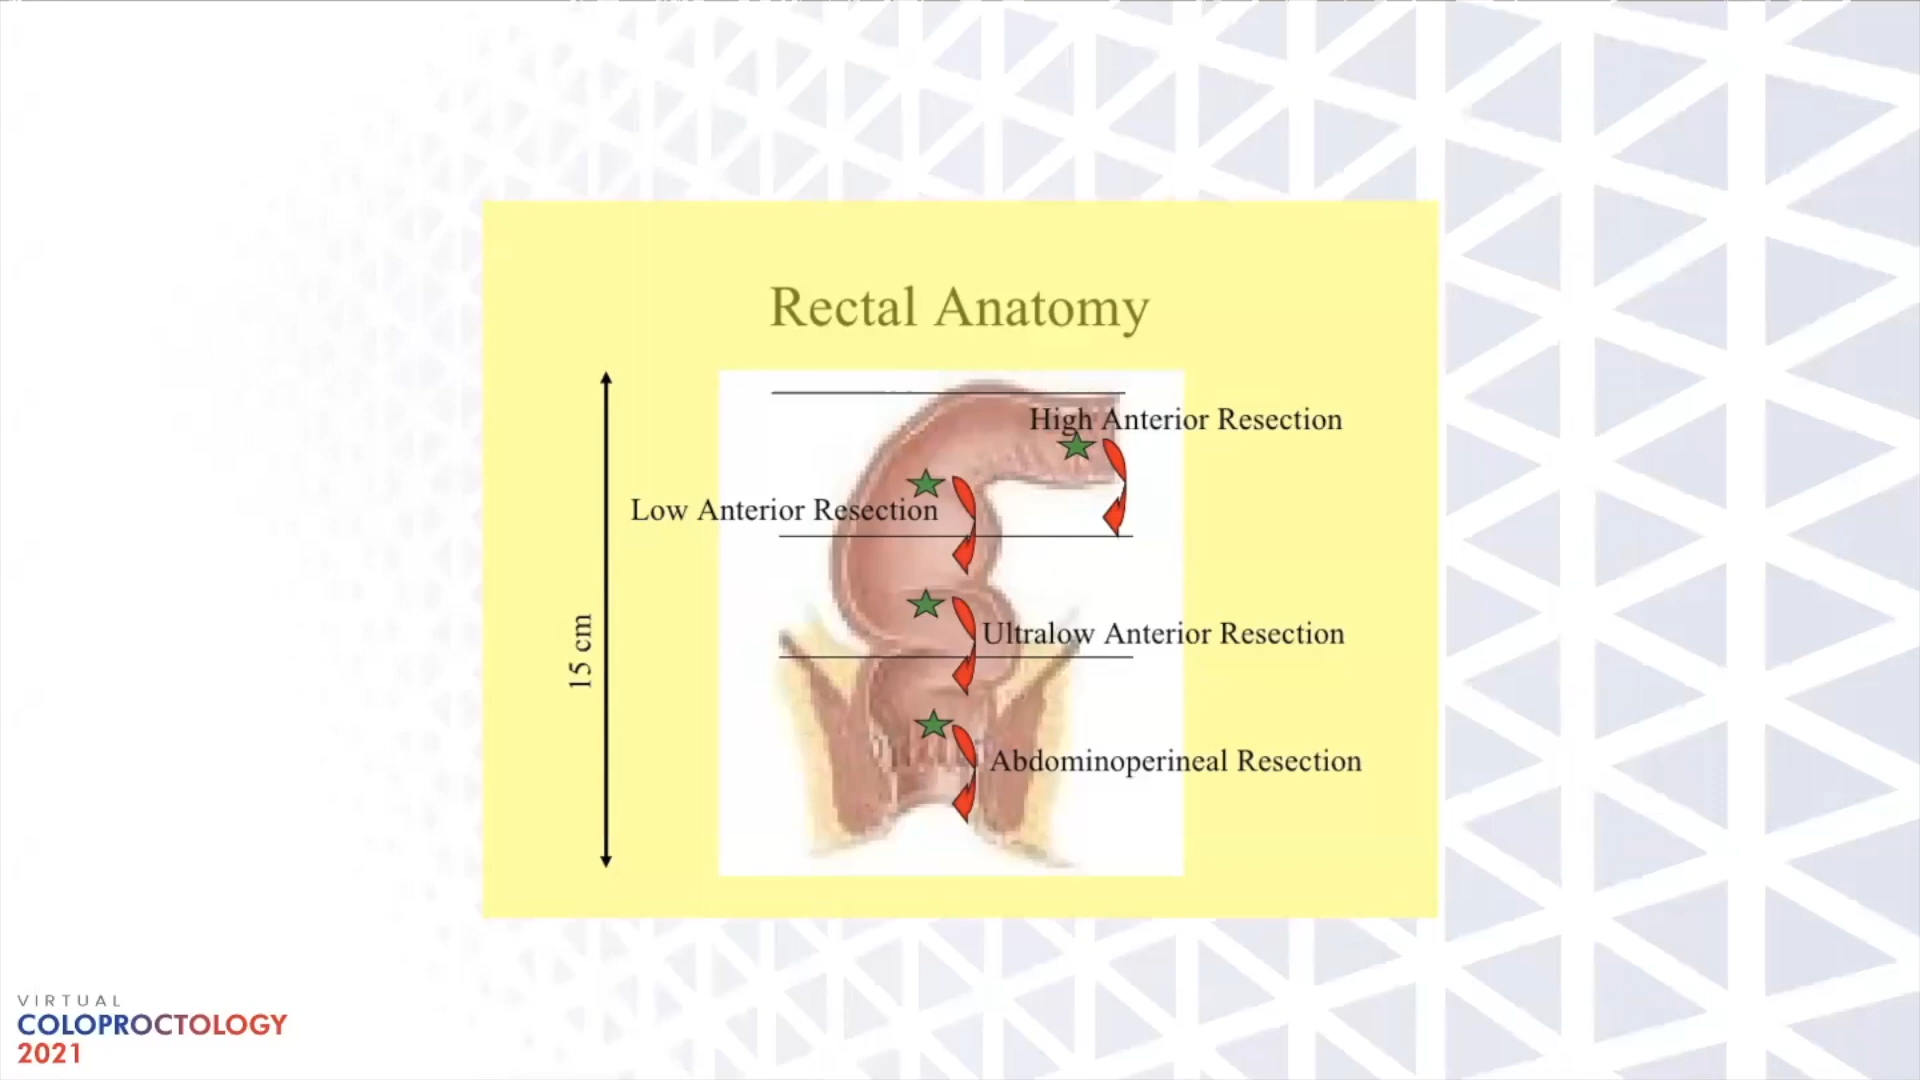 Rectal Anatomy
High Anterior Resection
Low Anterior Resection
15 cm
Ultralow Anterior Resection
Abdominoperineal Resection
VIRTUAL
COLOPROCTOLOGY
2021